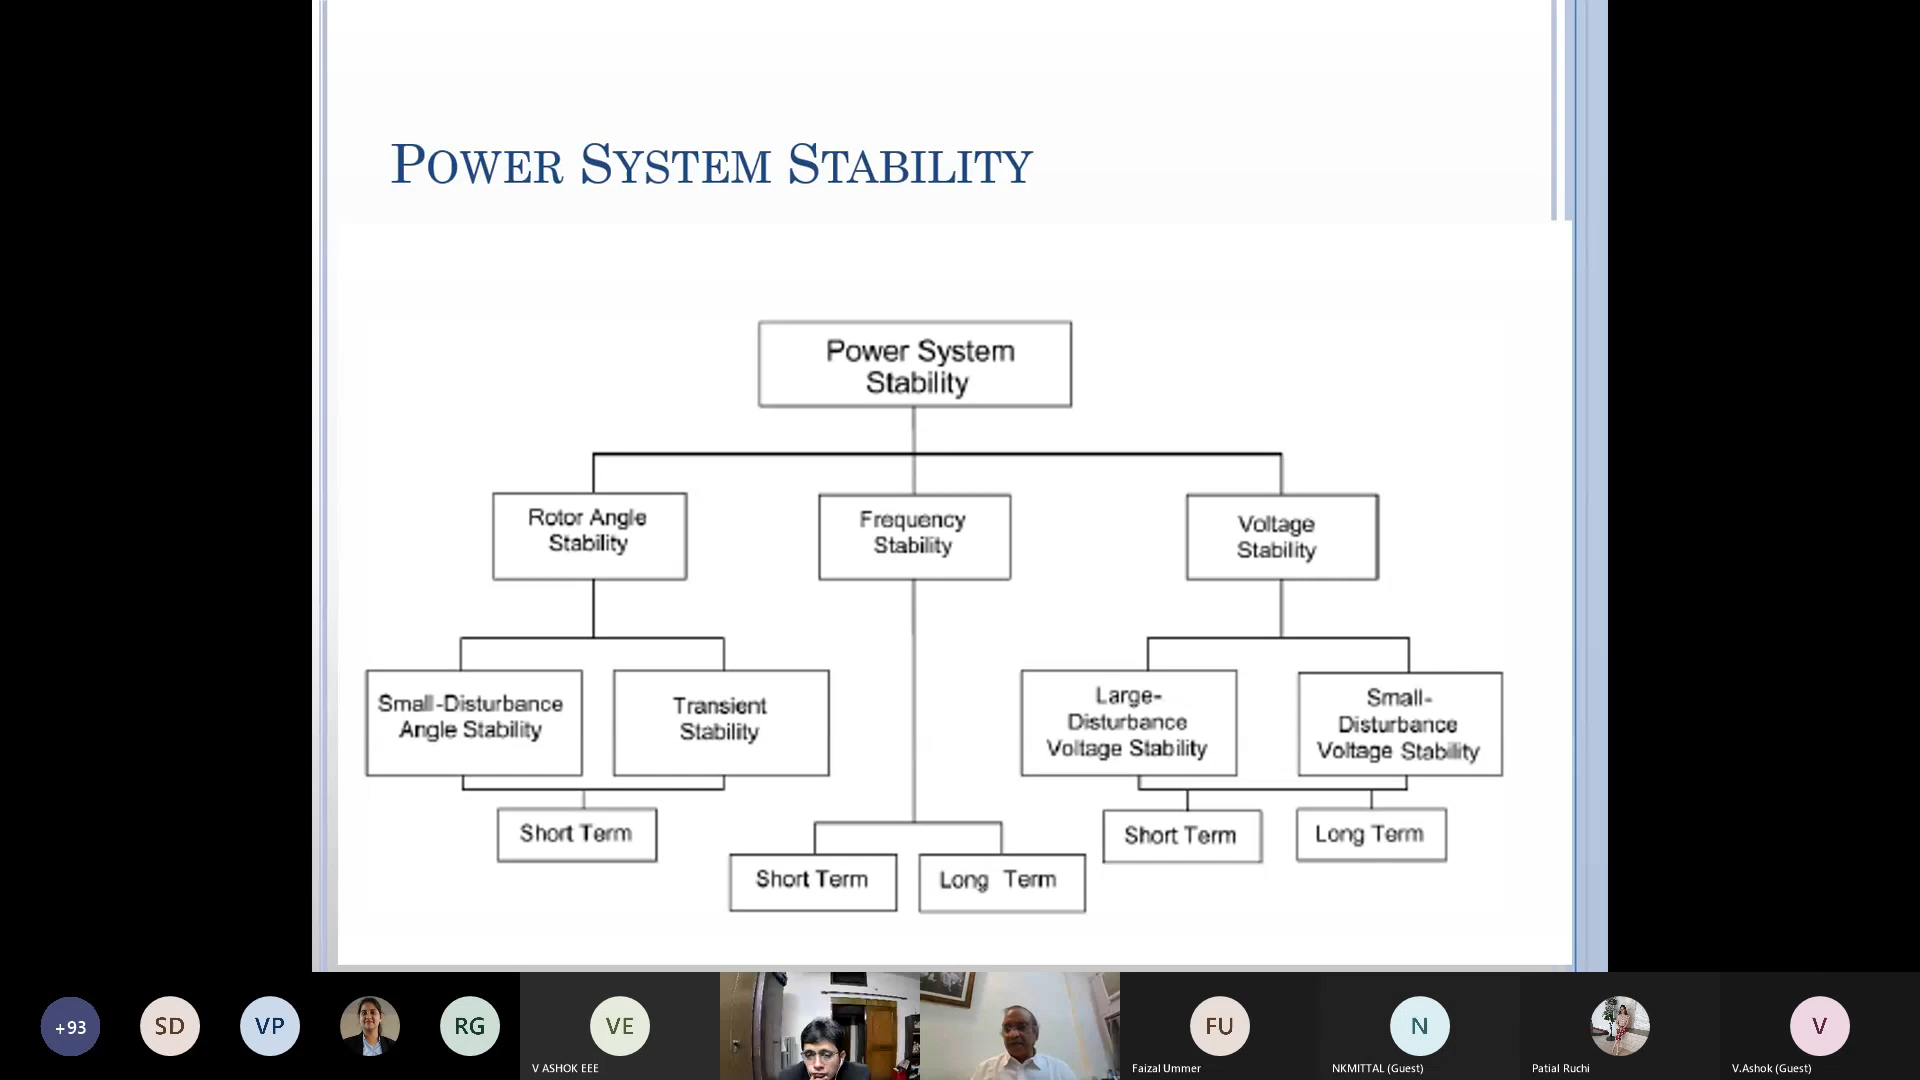 POWER SYSTEM STABILITY
Power System
Stability
Rotor Angle
Stability
Frequency
Stability
Voltage
Stability
Small-Disturbance
Angle Stability
Transient
Stability
Large-
Disturbance
Voltage Stability
Small-
Disturbance
Voltage Stability
Short Term
Short Term
Long Term
Short Term
Long Term
+93
SD
VP
RG
VE
V ASHOK EEE
FU
Faizal Ummer
N
NKMITTAL (Guest)
Patial Ruchi
V
V.Ashok (Guest)